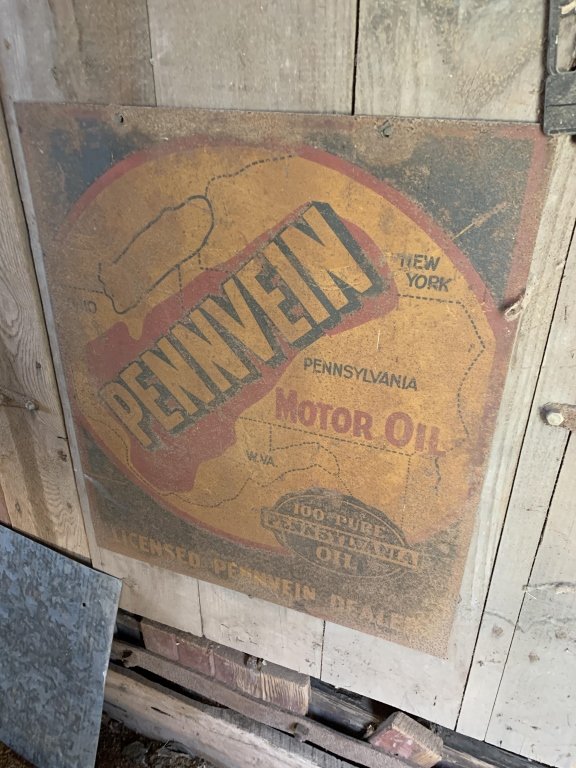 NEW
YORK
PENNVEIN
PENNSYLVANIA
MOTOR OIL
W.VA.
100% PURE
PENNSYLVANIA
OIL
LICENSED PENNVEIN DEALER